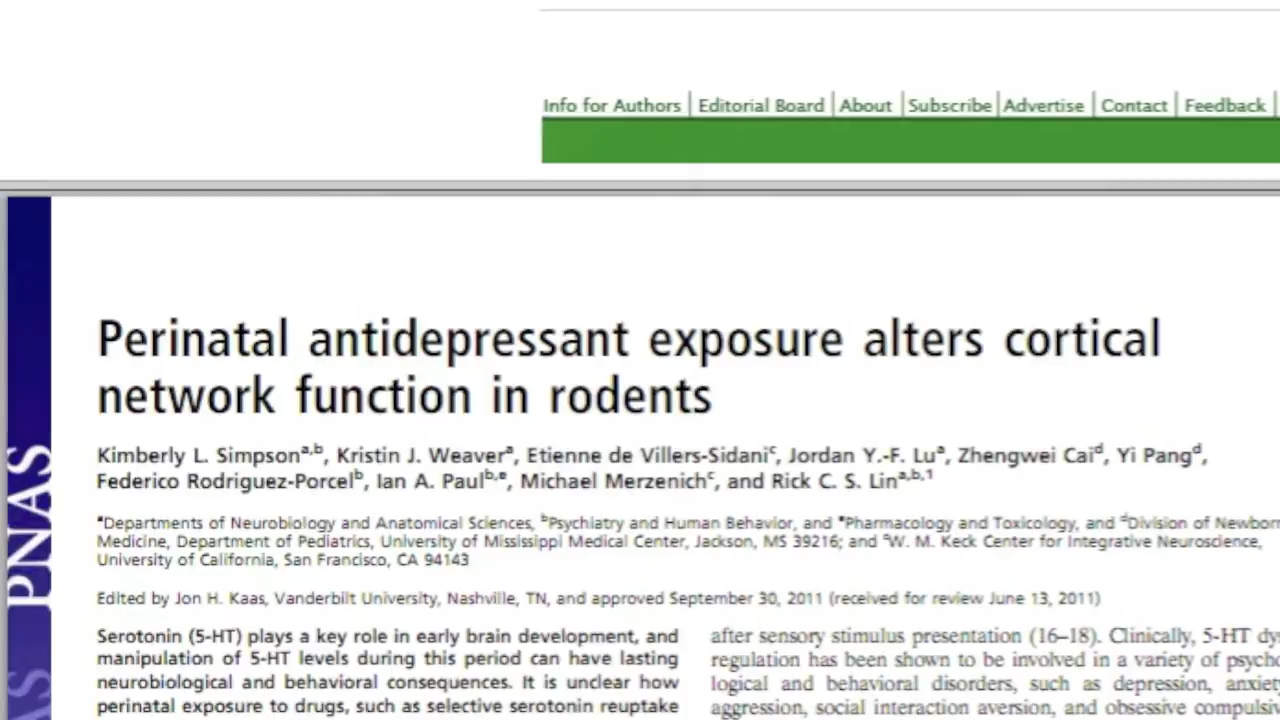 Info for Authors | Editorial Board | About | Subscribe | Advertise | Contact | Feedback |
PNAS
Perinatal antidepressant exposure alters cortical
network function in rodents
Kimberly L. Simpsonᵃ,ᵇ, Kristin J. Weaverᵃ, Etienne de Villers-Sidaniᶜ, Jordan Y.-F. Luᵃ, Zhengwei Caiᵈ, Yi Pangᵈ,
Federico Rodriguez-Porcelᵇ, Ian A. Paulᵇ,ᵉ, Michael Merzenichᶜ, and Rick C. S. Linᵃ,ᵇ,¹
ᵃDepartments of Neurobiology and Anatomical Sciences, ᵇPsychiatry and Human Behavior, and ᵉPharmacology and Toxicology, and ᵈDivision of Newborn
Medicine, Department of Pediatrics, University of Mississippi Medical Center, Jackson, MS 39216; and ᶜW. M. Keck Center for Integrative Neuroscience,
University of California, San Francisco, CA 94143
Edited by Jon H. Kaas, Vanderbilt University, Nashville, TN, and approved September 30, 2011 (received for review June 13, 2011)
Serotonin (5-HT) plays a key role in early brain development, and
manipulation of 5-HT levels during this period can have lasting
neurobiological and behavioral consequences. It is unclear how
perinatal exposure to drugs, such as selective serotonin reuptake
after sensory stimulus presentation (16–18). Clinically, 5-HT dy
regulation has been shown to be involved in a variety of psycho
logical and behavioral disorders, such as depression, anxiet
aggression, social interaction aversion, and obsessive compulsiv